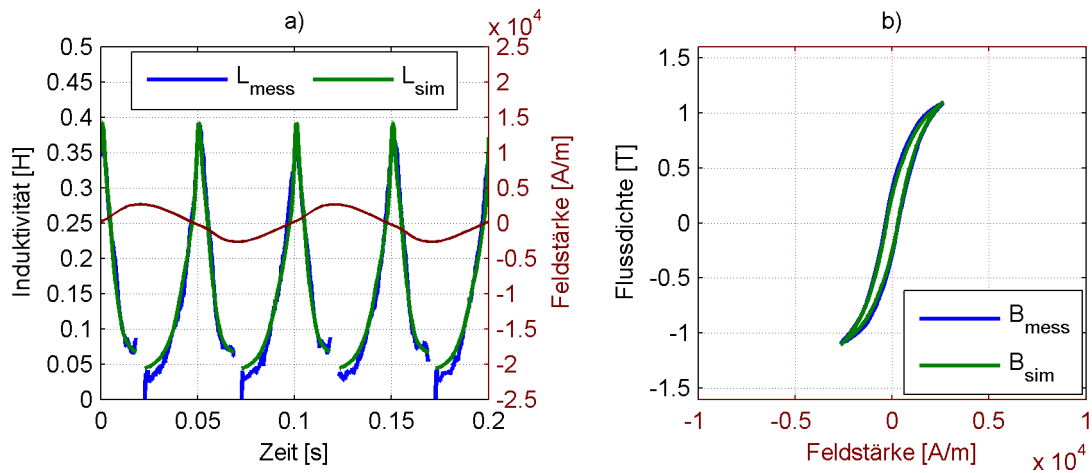 a)
x 10^4
L_mess L_sim
Induktivität [H]
0.5
0.45
0.4
0.35
0.3
0.25
0.2
0.15
0.1
0.05
0
0 0.05 0.1 0.15 0.2
Zeit [s]
2.5
2
1.5
1
0.5
0
-0.5
-1
-1.5
-2
-2.5
Feldstärke [A/m]
b)
Flussdichte [T]
1.5
1
0.5
0
-0.5
-1
-1.5
B_mess
B_sim
-1 -0.5 0 0.5 1
Feldstärke [A/m]
x 10^4